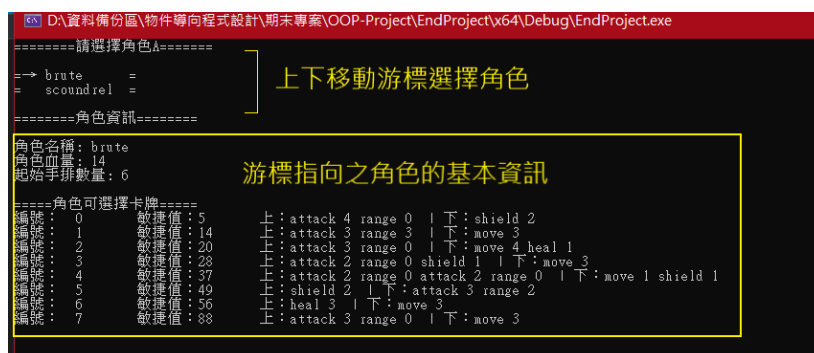 D:\資料備份區\物件導向程式設計\期末專案\OOP-Project\EndProject\x64\Debug\EndProject.exe
========請選擇角色A=======
=→ brute =
= scoundrel =
上下移動游標選擇角色
========角色資訊========
角色名稱: brute
角色血量: 14
起始手排數量: 6
游標指向之角色的基本資訊
=====角色可選擇卡牌=====
編號： 0 敏捷值：5 上：attack 4 range 0 | 下：shield 2
編號： 1 敏捷值：14 上：attack 3 range 3 | 下：move 3
編號： 2 敏捷值：20 上：attack 3 range 0 | 下：move 4 heal 1
編號： 3 敏捷值：28 上：attack 2 range 0 shield 1 | 下：move 3
編號： 4 敏捷值：37 上：attack 2 range 0 attack 2 range 0 | 下：move 1 shield 1
編號： 5 敏捷值：49 上：shield 2 | 下：attack 3 range 2
編號： 6 敏捷值：56 上：heal 3 | 下：move 3
編號： 7 敏捷值：88 上：attack 3 range 0 | 下：move 3